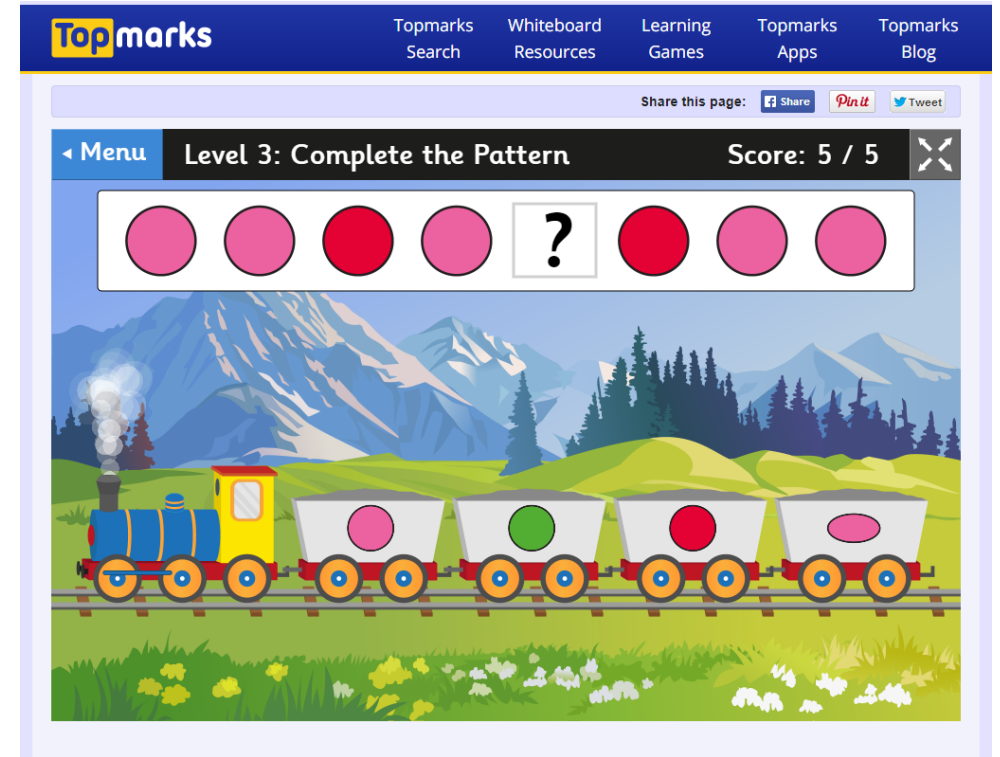 Topmarks
Topmarks Search
Whiteboard Resources
Learning Games
Topmarks Apps
Topmarks Blog
Share this page: Share Pin it Tweet
Menu Level 3: Complete the Pattern Score: 5 / 5
?